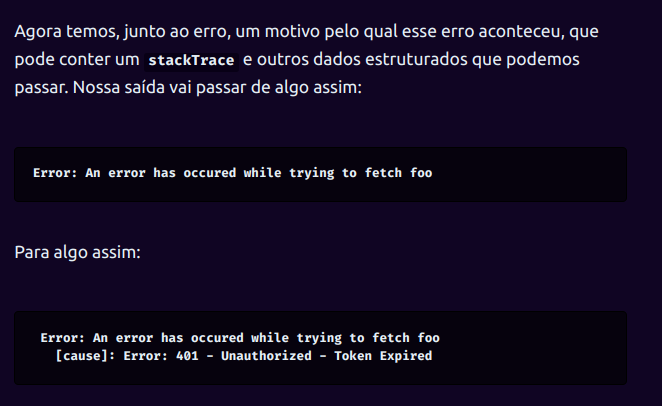 Agora temos, junto ao erro, um motivo pelo qual esse erro aconteceu, que
pode conter um stackTrace e outros dados estruturados que podemos
passar. Nossa saída vai passar de algo assim:
Error: An error has occured while trying to fetch foo
Para algo assim:
Error: An error has occured while trying to fetch foo
[cause]: Error: 401 - Unauthorized - Token Expired